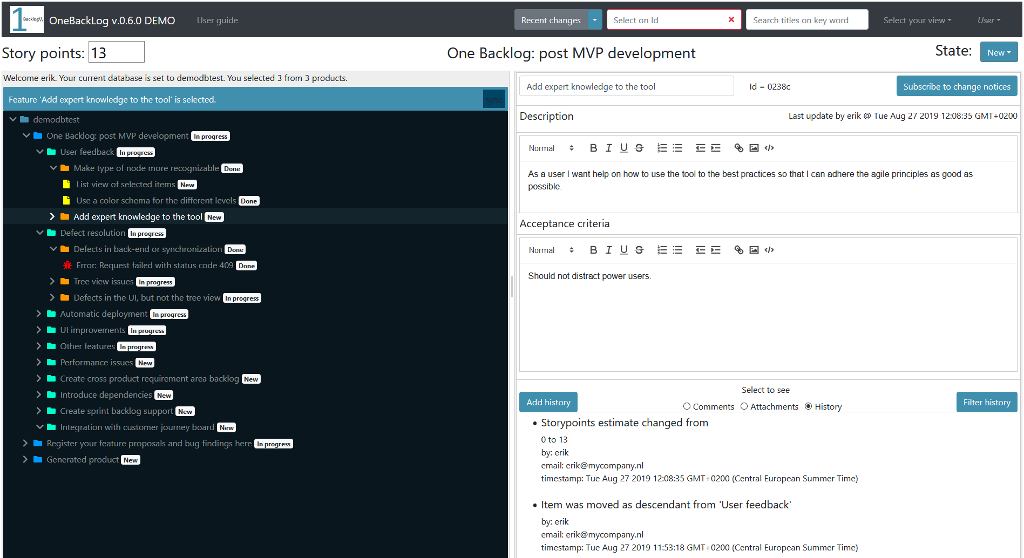 1 BacklogVA
OneBackLog v.0.6.0 DEMO
User guide
Recent changes
Select on Id
Search titles on key word
Select your view
User
Story points: 13
One Backlog: post MVP development
State: New
Welcome erik. Your current database is set to demodbtest. You selected 3 from 3 products.
Feature 'Add expert knowledge to the tool' is selected.
demodbtest
One Backlog: post MVP development In progress
User feedback In progress
Make type of node more recognizable Done
List view of selected items New
Use a color schema for the different levels Done
Add expert knowledge to the tool New
Defect resolution In progress
Defects in back-end or synchronization Done
Error: Request failed with status code 409 Done
Tree view issues In progress
Defects in the UI, but not the tree view In progress
Automatic deployment In progress
UI improvements In progress
Other features In progress
Performance issues New
Create cross product requirement area backlog New
Introduce dependencies New
Create sprint backlog support New
Integration with customer journey board New
Register your feature proposals and bug findings here In progress
Generated product New
Add expert knowledge to the tool
Id = 0238c
Subscribe to change notices
Description
Last update by erik @ Tue Aug 27 2019 12:08:35 GMT+0200
Normal B I U S
As a user I want help on how to use the tool to the best practices so that I can adhere the agile principles as good as
possible.
Acceptance criteria
Normal B I U S
Should not distract power users.
Select to see
Add history
Comments Attachments History
Filter history
• Storypoints estimate changed from
0 to 13
by: erik
email: erik@mycompany.nl
timestamp: Tue Aug 27 2019 12:08:35 GMT+0200 (Central European Summer Time)
• Item was moved as descendant from 'User feedback'
by: erik
email: erik@mycompany.nl
timestamp: Tue Aug 27 2019 11:53:18 GMT+0200 (Central European Summer Time)